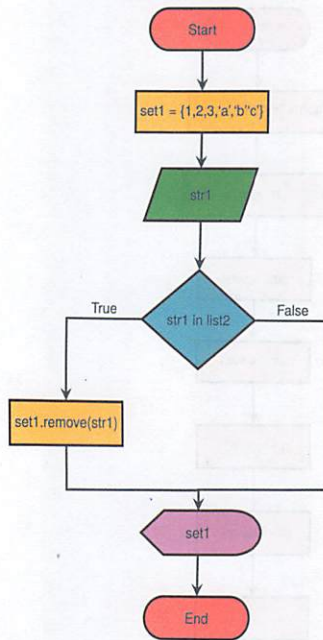 Start
set1 = {1,2,3,'a','b''c'}
str1
str1 in list2
True
False
set1.remove(str1)
set1
End